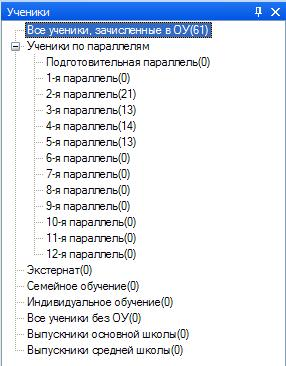 Ученики
Все ученики, зачисленные в ОУ(61)
Ученики по параллелям
Подготовительная параллель(0)
1-я параллель(0)
2-я параллель(21)
3-я параллель(13)
4-я параллель(14)
5-я параллель(13)
6-я параллель(0)
7-я параллель(0)
8-я параллель(0)
9-я параллель(0)
10-я параллель(0)
11-я параллель(0)
12-я параллель(0)
Экстернат(0)
Семейное обучение(0)
Индивидуальное обучение(0)
Все ученики без ОУ(0)
Выпускники основной школы(0)
Выпускники средней школы(0)